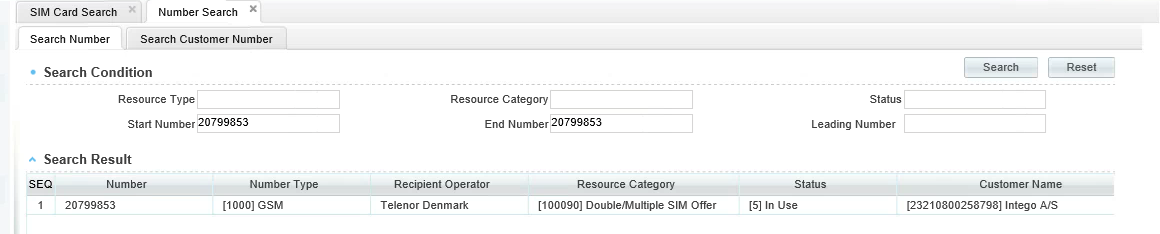 SIM Card Search × Number Search ×
Search Number Search Customer Number
Search Condition Search Reset
Resource Type Resource Category Status
Start Number 20799853 End Number 20799853 Leading Number
Search Result
SEQ Number Number Type Recipient Operator Resource Category Status Customer Name
1 20799853 [1000] GSM Telenor Denmark [100090] Double/Multiple SIM Offer [5] In Use [23210800258798] Intego A/S